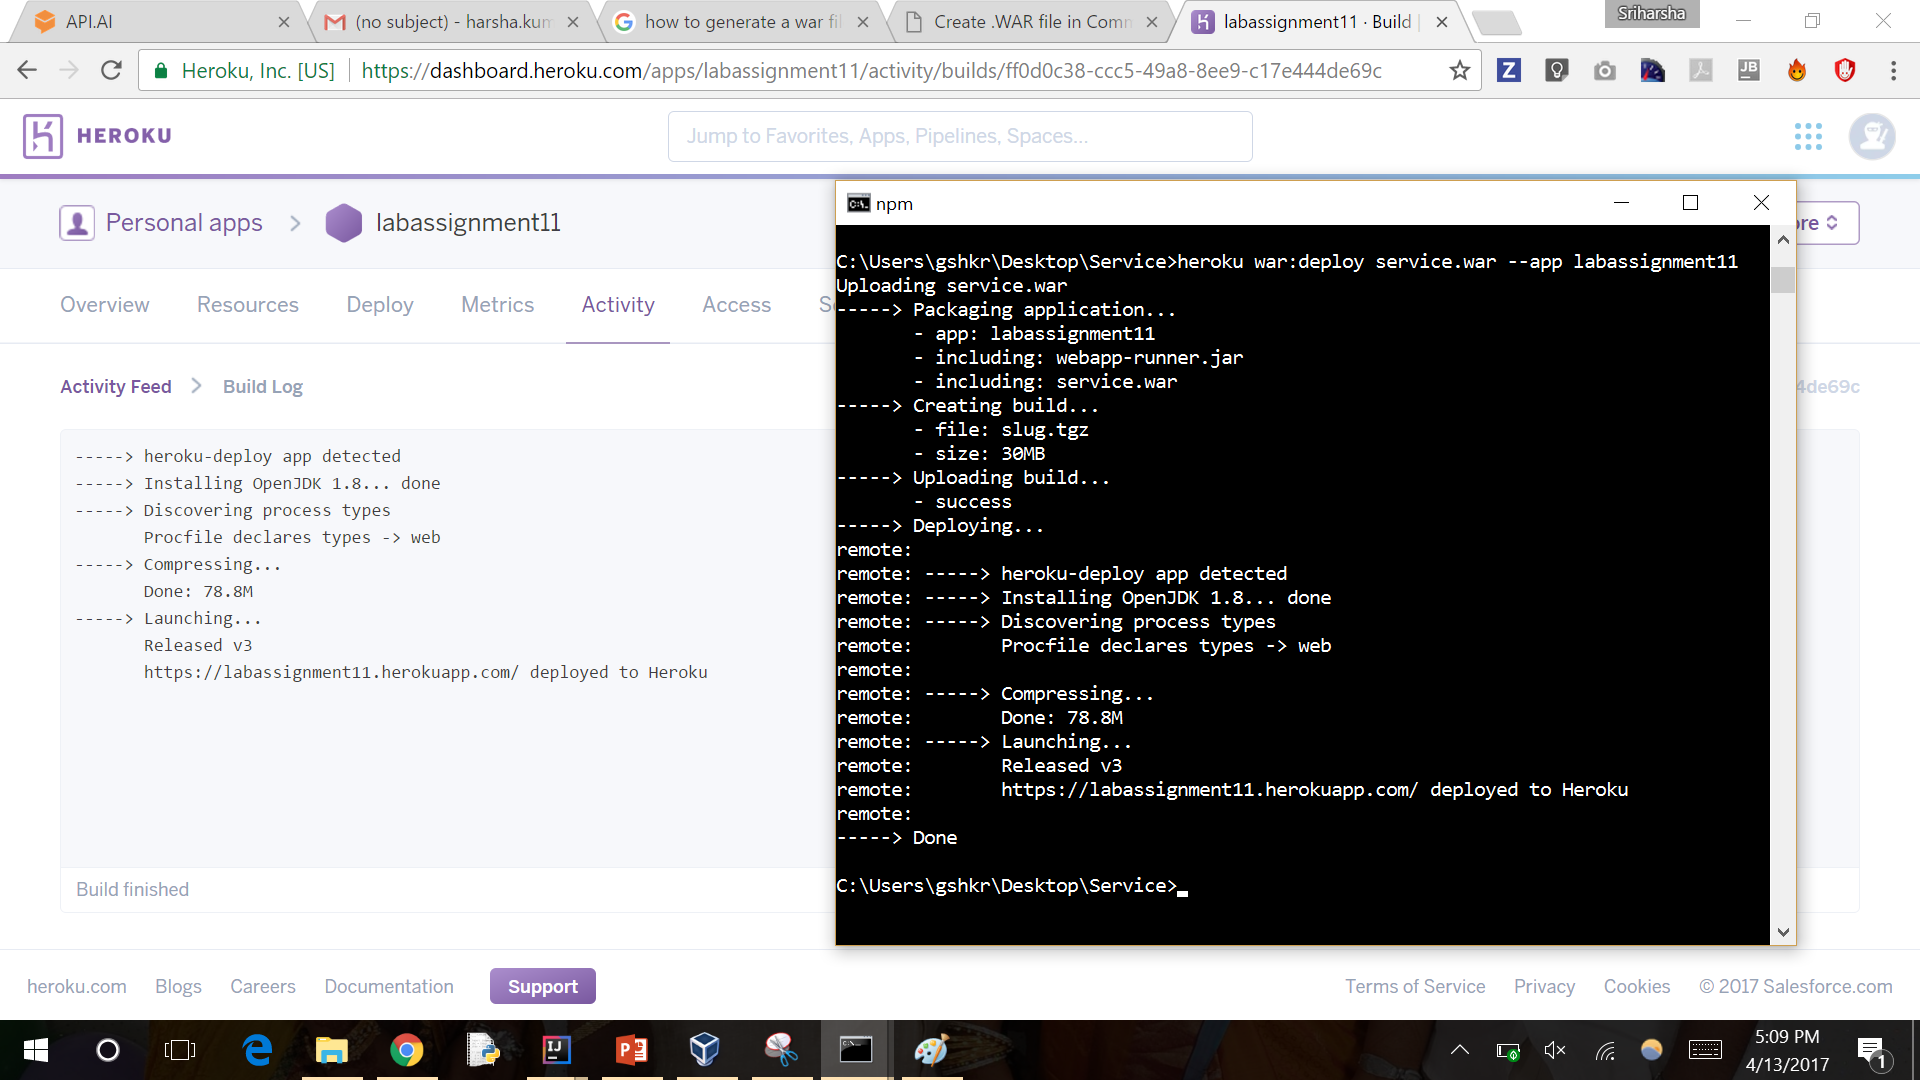 API.AI
(no subject) - harsha.kum
how to generate a war fil
Create .WAR file in Comm
labassignment11 · Build |
Sriharsha
Heroku, Inc. [US]
https://dashboard.heroku.com/apps/labassignment11/activity/builds/ff0d0c38-ccc5-49a8-8ee9-c17e444de69c
HEROKU
Jump to Favorites, Apps, Pipelines, Spaces...
Personal apps > labassignment11
Overview
Resources
Deploy
Metrics
Activity
Access
Activity Feed > Build Log
4de69c
-----> heroku-deploy app detected
-----> Installing OpenJDK 1.8... done
-----> Discovering process types
Procfile declares types -> web
-----> Compressing...
Done: 78.8M
-----> Launching...
Released v3
https://labassignment11.herokuapp.com/ deployed to Heroku
Build finished
npm
C:\Users\gshkr\Desktop\Service>heroku war:deploy service.war --app labassignment11
Uploading service.war
-----> Packaging application...
- app: labassignment11
- including: webapp-runner.jar
- including: service.war
-----> Creating build...
- file: slug.tgz
- size: 30MB
-----> Uploading build...
- success
-----> Deploying...
remote:
remote: -----> heroku-deploy app detected
remote: -----> Installing OpenJDK 1.8... done
remote: -----> Discovering process types
remote: Procfile declares types -> web
remote:
remote: -----> Compressing...
remote: Done: 78.8M
remote: -----> Launching...
remote: Released v3
remote: https://labassignment11.herokuapp.com/ deployed to Heroku
remote:
-----> Done
C:\Users\gshkr\Desktop\Service>
heroku.com
Blogs
Careers
Documentation
Support
Terms of Service
Privacy
Cookies
© 2017 Salesforce.com
5:09 PM
4/13/2017
1